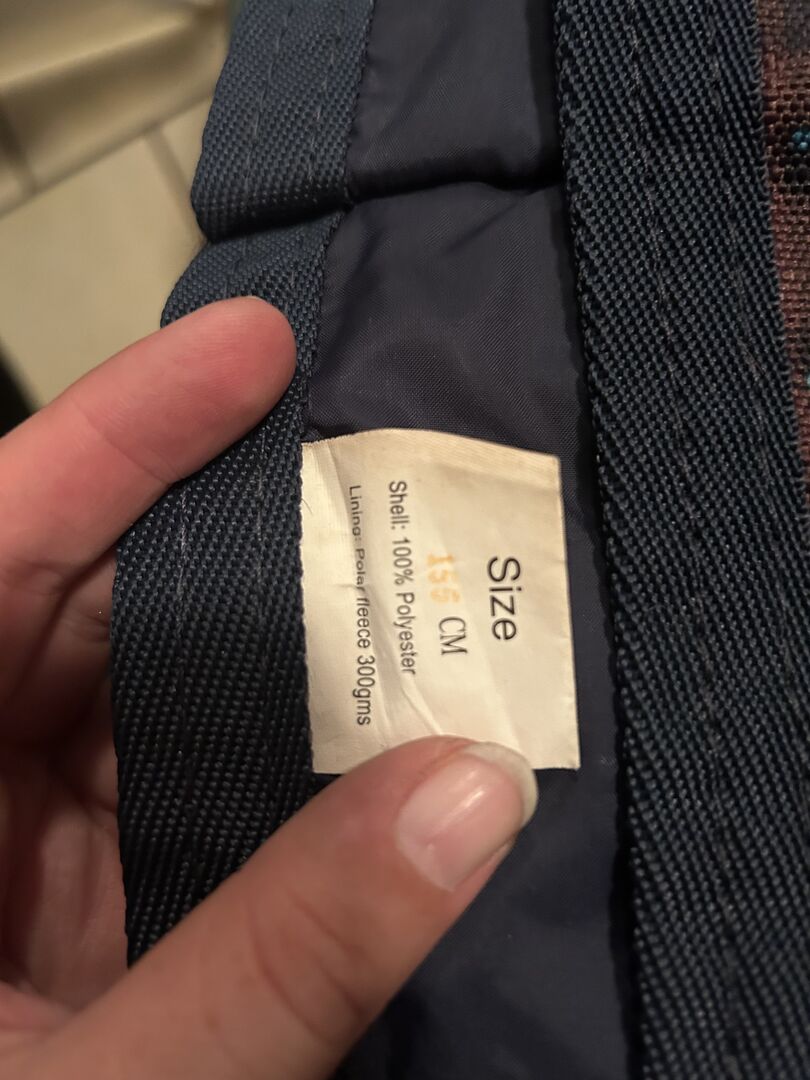 Size
155 CM
Shell: 100% Polyester
Lining: Polar fleece 300gms